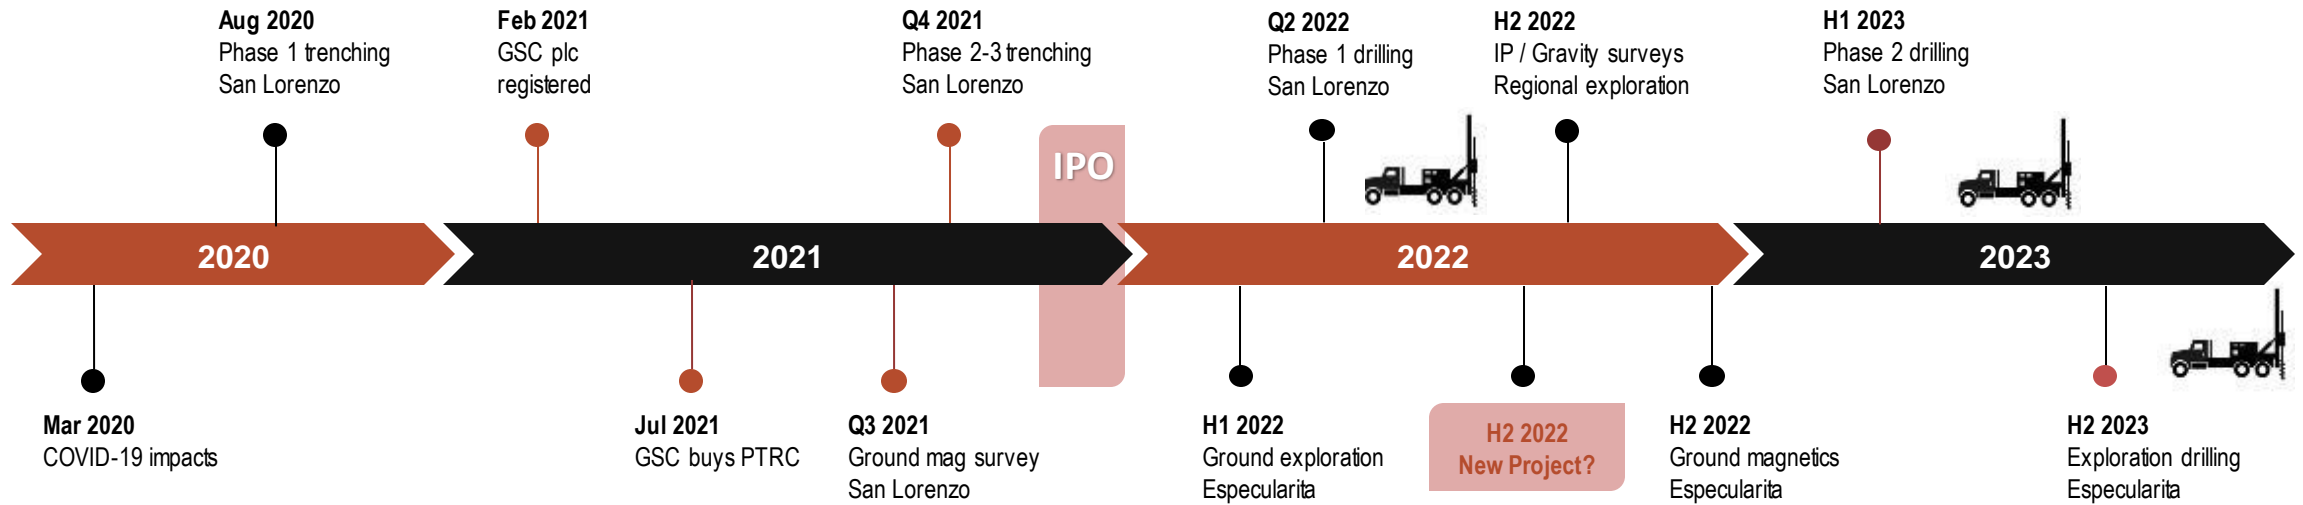 Aug 2020
Phase 1 trenching
San Lorenzo
Feb 2021
GSC plc
registered
Q4 2021
Phase 2-3 trenching
San Lorenzo
Q2 2022
Phase 1 drilling
San Lorenzo
H2 2022
IP / Gravity surveys
Regional exploration
H1 2023
Phase 2 drilling
San Lorenzo
IPO
2020
2021
2022
2023
Mar 2020
COVID-19 impacts
Jul 2021
GSC buys PTRC
Q3 2021
Ground mag survey
San Lorenzo
H1 2022
Ground exploration
Especularita
H2 2022
New Project?
H2 2022
Ground magnetics
Especularita
H2 2023
Exploration drilling
Especularita